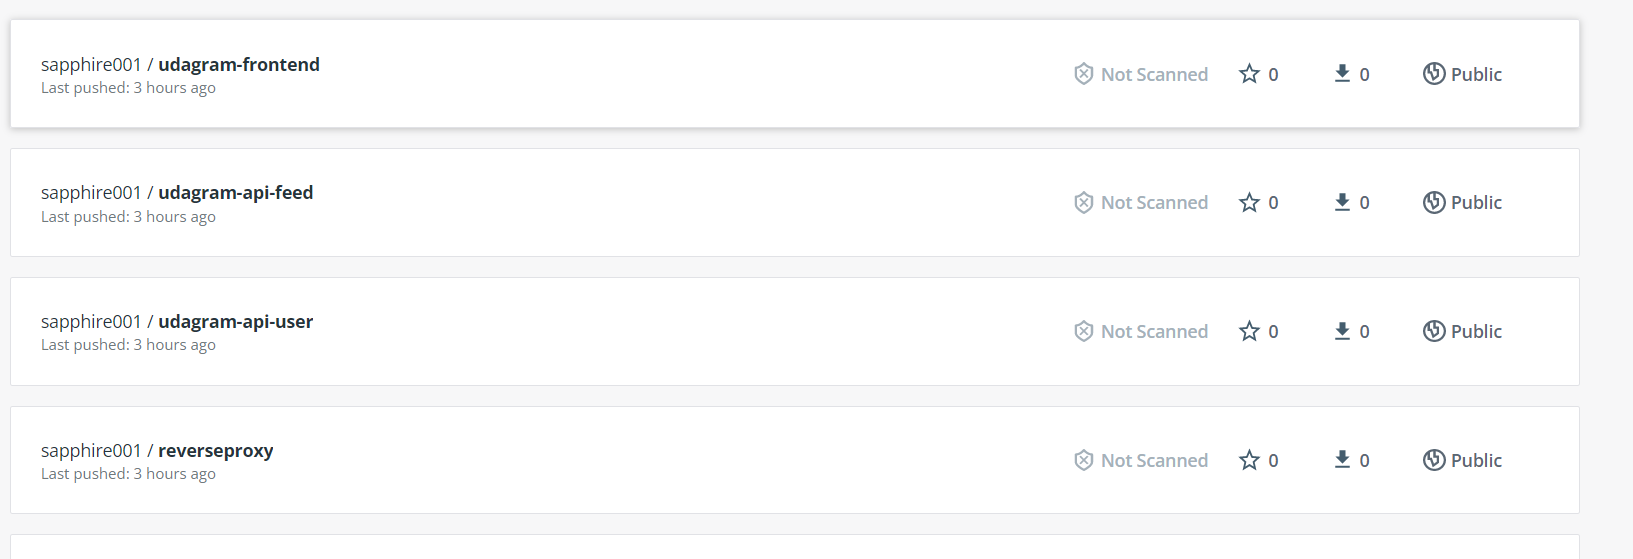 sapphire001 / udagram-frontend
Last pushed: 3 hours ago
Not Scanned 0 0 Public
sapphire001 / udagram-api-feed
Last pushed: 3 hours ago
Not Scanned 0 0 Public
sapphire001 / udagram-api-user
Last pushed: 3 hours ago
Not Scanned 0 0 Public
sapphire001 / reverseproxy
Last pushed: 3 hours ago
Not Scanned 0 0 Public